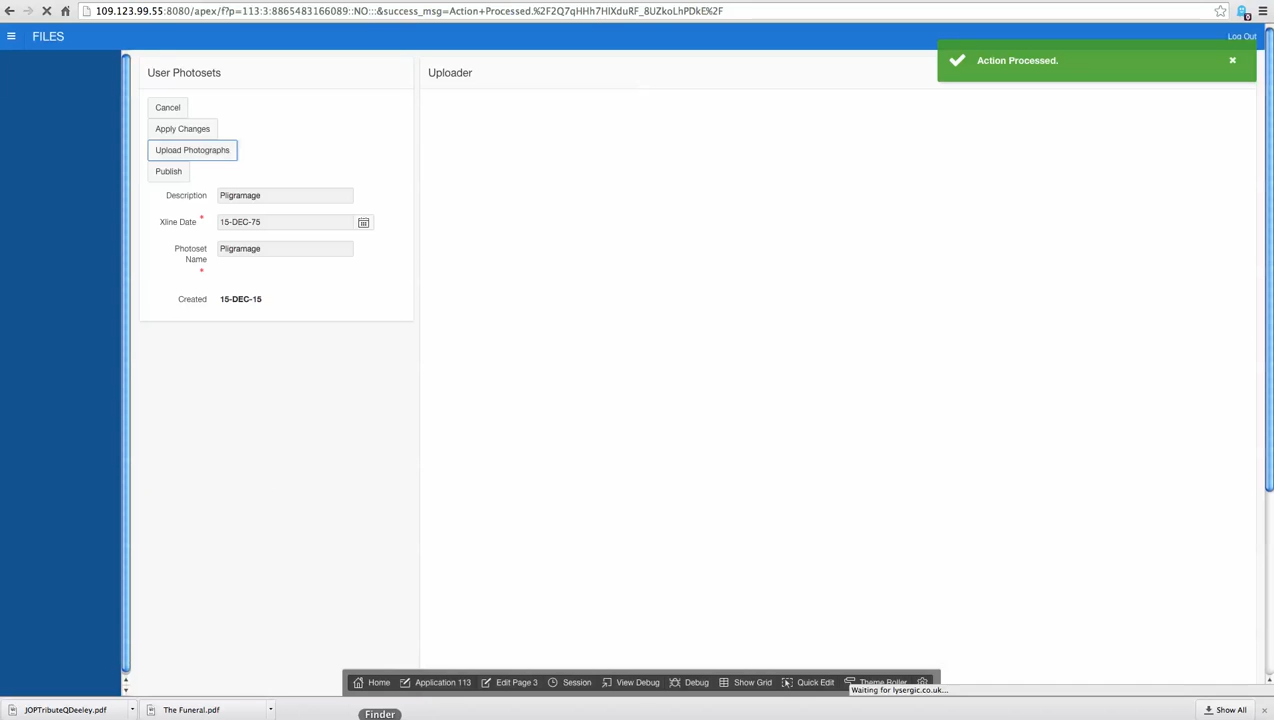 109.123.99.55:8080/apex/f?p=113:3:8865483166089::NO:::&success_msg=Action+Processed.%2F2Q7qHHh7HIXduRF_8UZkoLhPDkE%2F
0
FILES
Log Out
Action Processed.
User Photosets
Uploader
Cancel
Apply Changes
Upload Photographs
Publish
Description Pligramage
Xline Date * 15-DEC-75
Photoset Name * Pligramage
Created 15-DEC-15
Home Application 113 Edit Page 3 Session View Debug Debug Show Grid Quick Edit Theme Roller
Waiting for lysergic.co.uk...
JOPTributeQDeeley.pdf The Funeral.pdf Show All
Finder